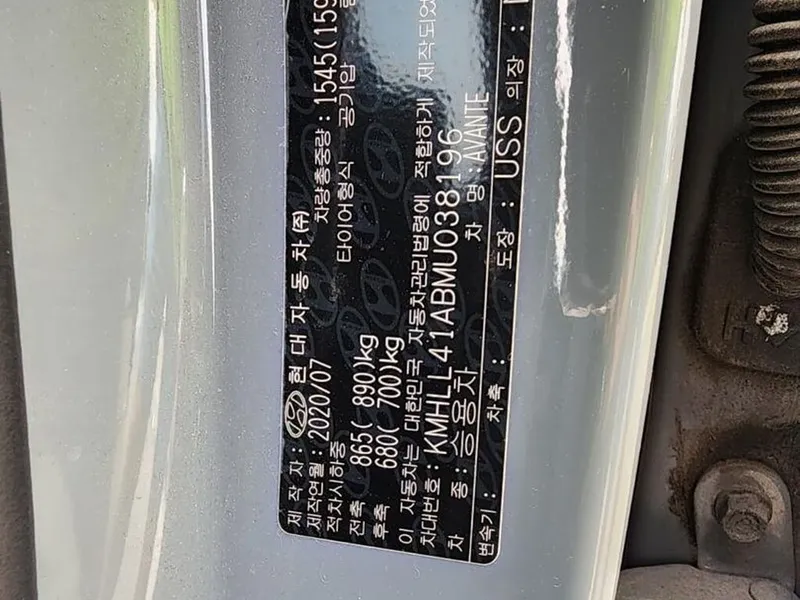 제 작 자 : 현 대 자 동 차 (주)
제작연월 : 2020/07 차량총중량 : 1545(159
적차시하중 타이어형식 공기압
전축 865( 890)kg
후축 680( 700)kg
이 자동차는 대한민국 자동차관리법령에 적합하게 제작되었
차대번호 : KMHLL41ABMU038196
차 종 : 승용차 차 명 : AVANTE
변속기 : 차축 : 도장 : USS 의장 :